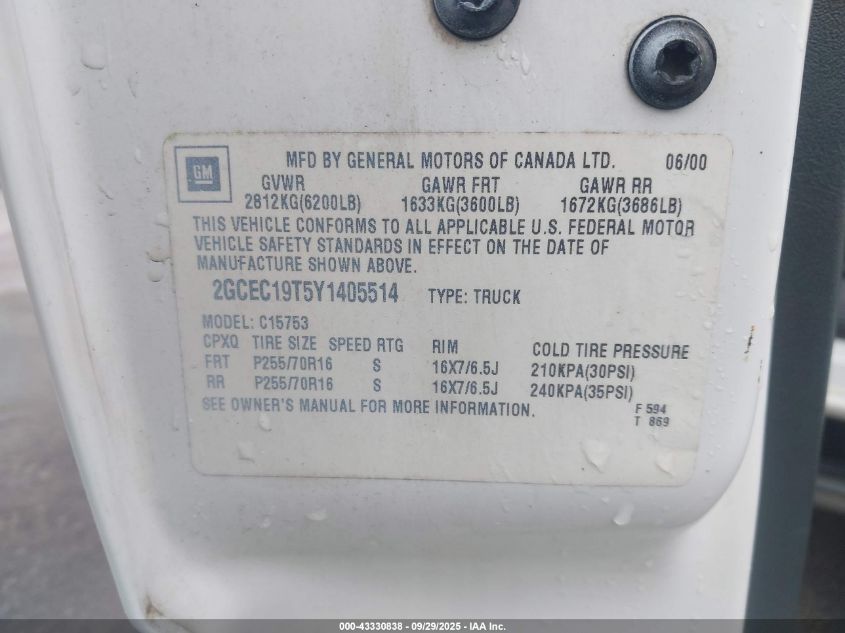 GM
MFD BY GENERAL MOTORS OF CANADA LTD. 06/00
GVWR GAWR FRT GAWR RR
2812KG(6200LB) 1633KG(3600LB) 1672KG(3686LB)
THIS VEHICLE CONFORMS TO ALL APPLICABLE U.S. FEDERAL MOTOR
VEHICLE SAFETY STANDARDS IN EFFECT ON THE DATE OF
MANUFACTURE SHOWN ABOVE.
2GCEC19T5Y1405514 TYPE: TRUCK
MODEL: C15753
CPXQ TIRE SIZE SPEED RTG RIM COLD TIRE PRESSURE
FRT P255/70R16 S 16X7/6.5J 210KPA(30PSI)
RR P255/70R16 S 16X7/6.5J 240KPA(35PSI)
SEE OWNER'S MANUAL FOR MORE INFORMATION.
F 594
T 869
000-43330838 - 09/29/2025 - IAA Inc.